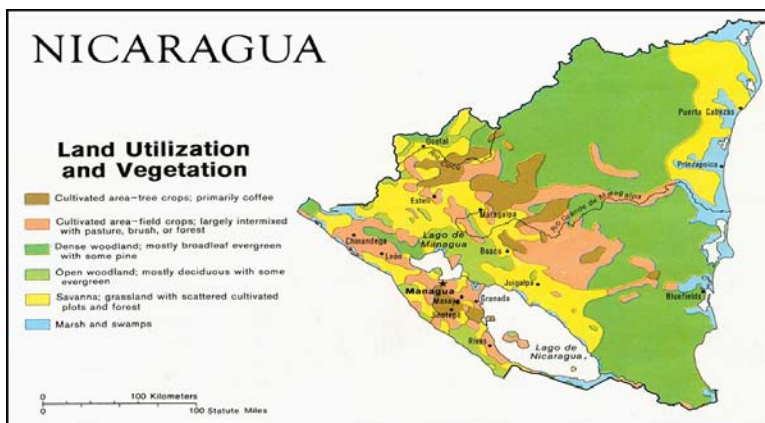 NICARAGUA
Land Utilization
and Vegetation
Cultivated area—tree crops; primarily coffee
Cultivated area—field crops; largely intermixed
with pasture, brush, or forest
Dense woodland; mostly broadleaf evergreen
with some pine
Open woodland; mostly deciduous with some
evergreen
Savanna; grassland with scattered cultivated
plots and forest
Marsh and swamps
0 100 Kilometers
0 100 Statute Miles
Puerto Cabezas
Ocotal
Coco
Prinzapolca
Estelí
Matagalpa
Río Grande de Matagalpa
Lago de
Managua
Chinandega
León
Boaco
Juigalpa
Managua
Masaya
Granada
Jinotepe
Bluefields
Rivas
Lago de
Nicaragua